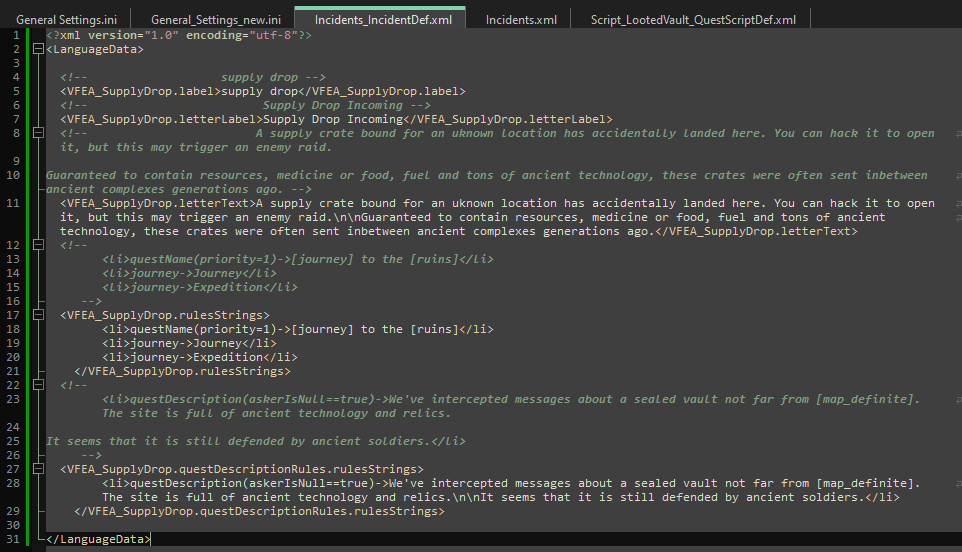 General Settings.ini General_Settings_new.ini Incidents_IncidentDef.xml Incidents.xml Script_LootedVault_QuestScriptDef.xml
1 <?xml version="1.0" encoding="utf-8"?>
2 <LanguageData>
3
4 <!-- supply drop -->
5 <VFEA_SupplyDrop.label>supply drop</VFEA_SupplyDrop.label>
6 <!-- Supply Drop Incoming -->
7 <VFEA_SupplyDrop.letterLabel>Supply Drop Incoming</VFEA_SupplyDrop.letterLabel>
8 <!-- A supply crate bound for an uknown location has accidentally landed here. You can hack it to open
it, but this may trigger an enemy raid.
9
10 Guaranteed to contain resources, medicine or food, fuel and tons of ancient technology, these crates were often sent inbetween
ancient complexes generations ago. -->
11 <VFEA_SupplyDrop.letterText>A supply crate bound for an uknown location has accidentally landed here. You can hack it to open
it, but this may trigger an enemy raid.\n\nGuaranteed to contain resources, medicine or food, fuel and tons of ancient
technology, these crates were often sent inbetween ancient complexes generations ago.</VFEA_SupplyDrop.letterText>
12 <!--
13 <li>questName(priority=1)->[journey] to the [ruins]</li>
14 <li>journey->Journey</li>
15 <li>journey->Expedition</li>
16 -->
17 <VFEA_SupplyDrop.rulesStrings>
18 <li>questName(priority=1)->[journey] to the [ruins]</li>
19 <li>journey->Journey</li>
20 <li>journey->Expedition</li>
21 </VFEA_SupplyDrop.rulesStrings>
22 <!--
23 <li>questDescription(askerIsNull==true)->We've intercepted messages about a sealed vault not far from [map_definite].
The site is full of ancient technology and relics.
24
25 It seems that it is still defended by ancient soldiers.</li>
26 -->
27 <VFEA_SupplyDrop.questDescriptionRules.rulesStrings>
28 <li>questDescription(askerIsNull==true)->We've intercepted messages about a sealed vault not far from [map_definite].
The site is full of ancient technology and relics.\n\nIt seems that it is still defended by ancient soldiers.</li>
29 </VFEA_SupplyDrop.questDescriptionRules.rulesStrings>
30
31 </LanguageData>